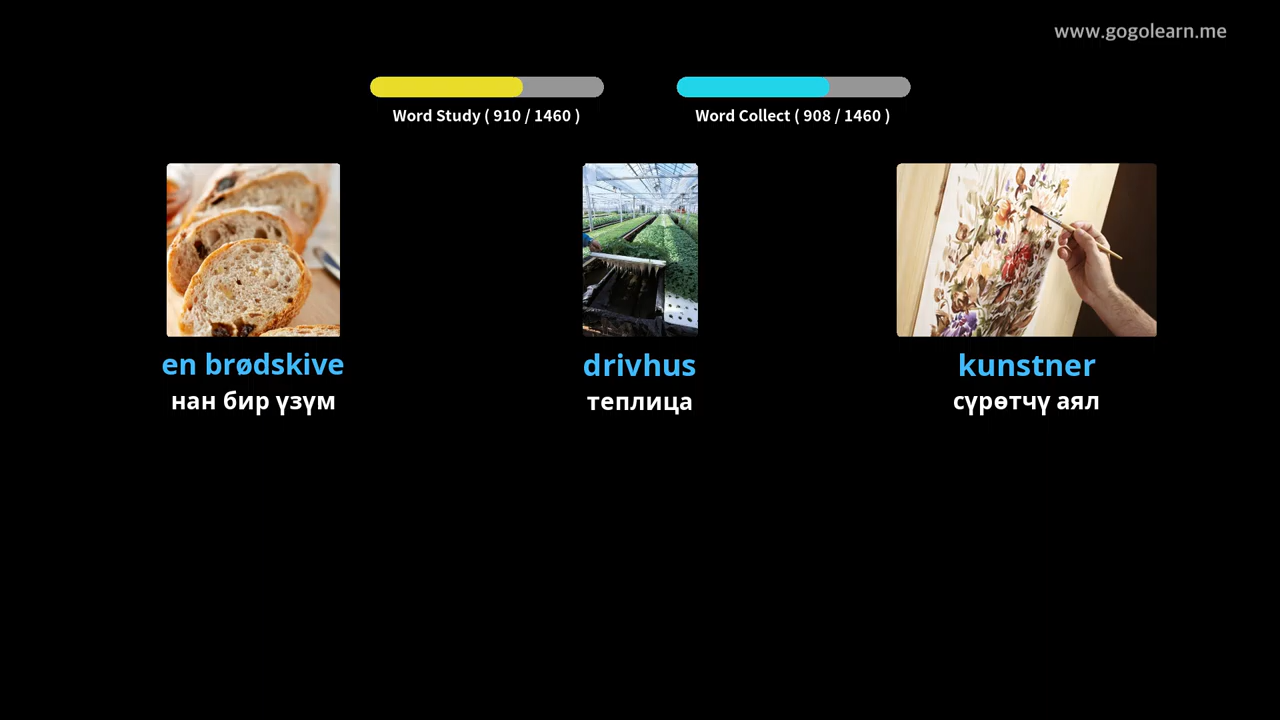 www.gogolearn.me
Word Study ( 910 / 1460 )
Word Collect ( 908 / 1460 )
en brødskive
drivhus
kunstner
нан бир үзүм
теплица
сүрөтчү аял